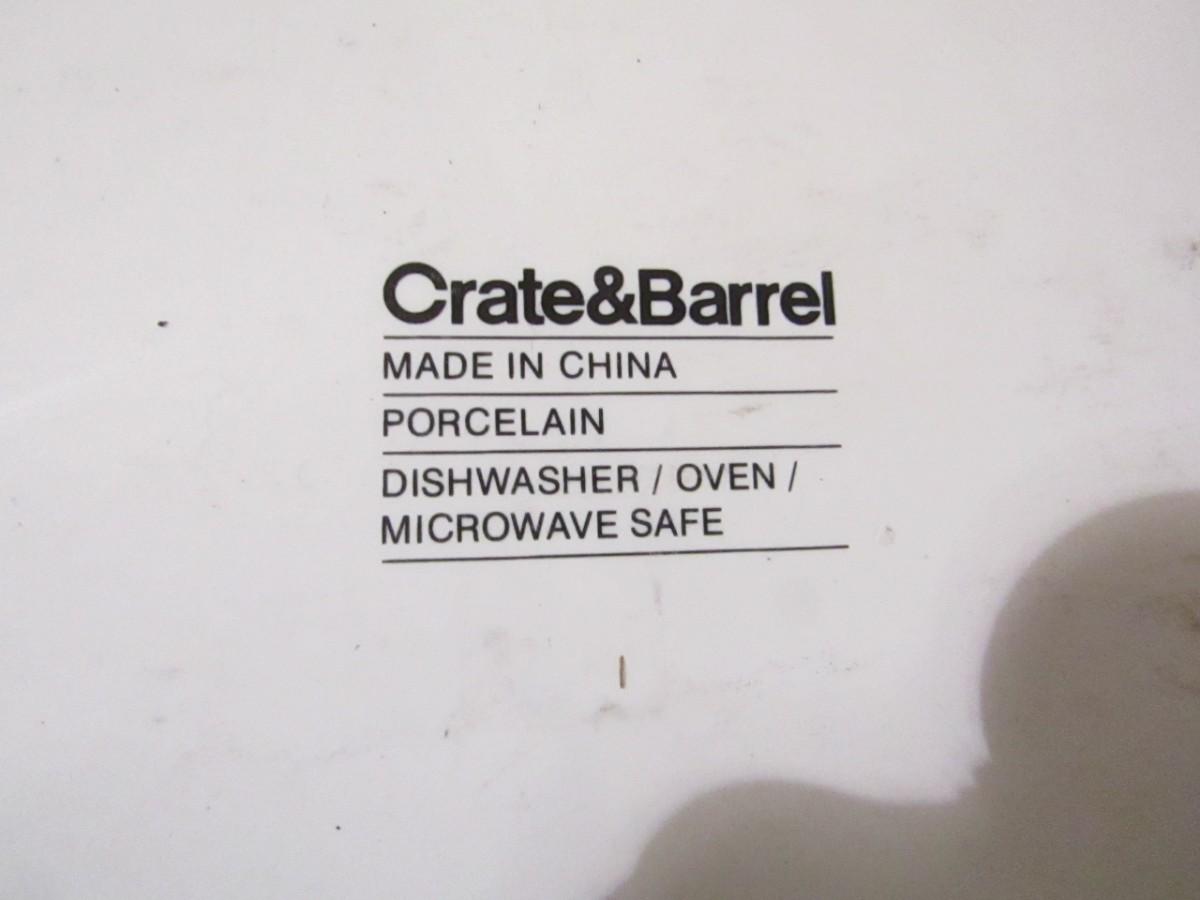 Crate&Barrel
MADE IN CHINA
PORCELAIN
DISHWASHER / OVEN /
MICROWAVE SAFE